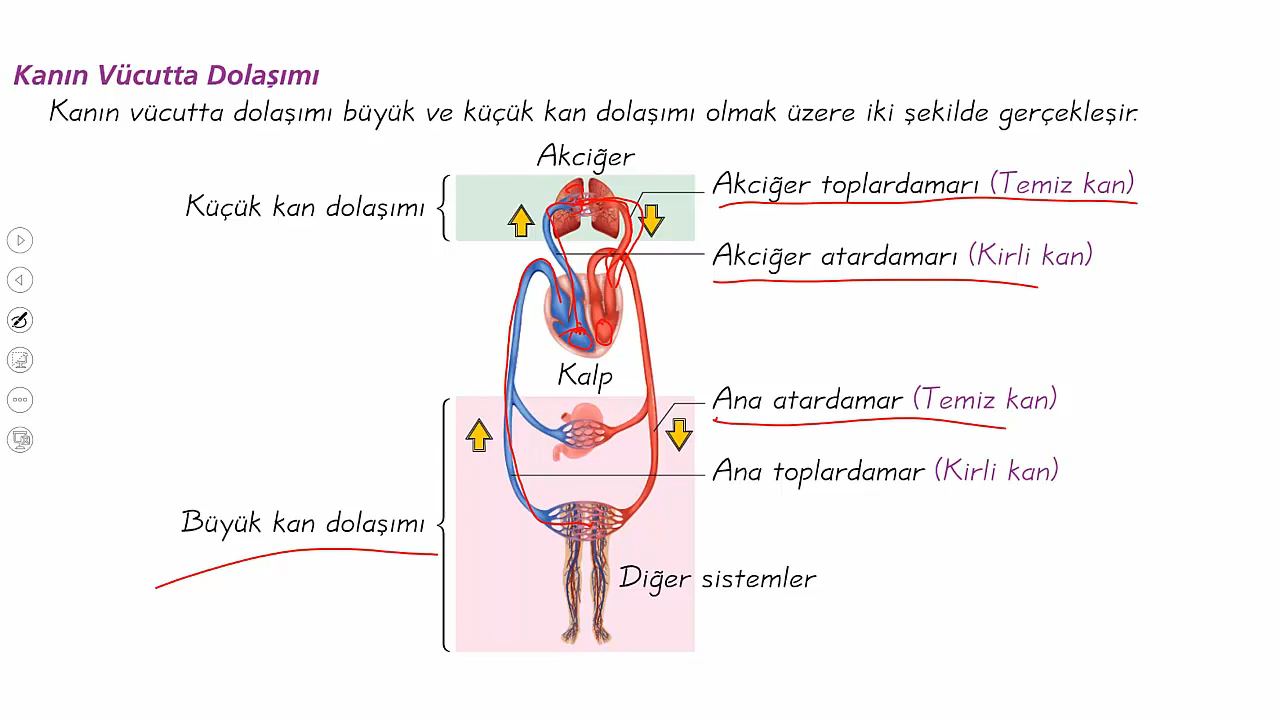 Kanın Vücutta Dolaşımı
Kanın vücutta dolaşımı büyük ve küçük kan dolaşımı olmak üzere iki şekilde gerçekleşir.
Akciğer
Küçük kan dolaşımı
Akciğer toplardamarı (Temiz kan)
Akciğer atardamarı (Kirli kan)
Kalp
Ana atardamar (Temiz kan)
Ana toplardamar (Kirli kan)
Büyük kan dolaşımı
Diğer sistemler